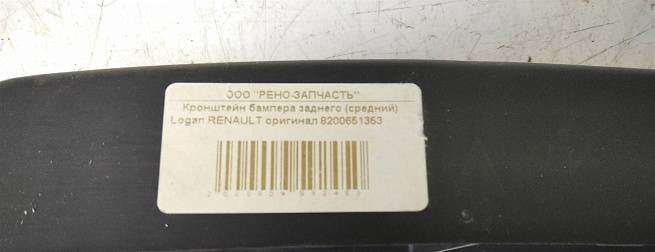 ООО "РЕНО-ЗАПЧАСТЬ"
Кронштейн бампера заднего (средний)
Logan RENAULT оригинал 8200651353